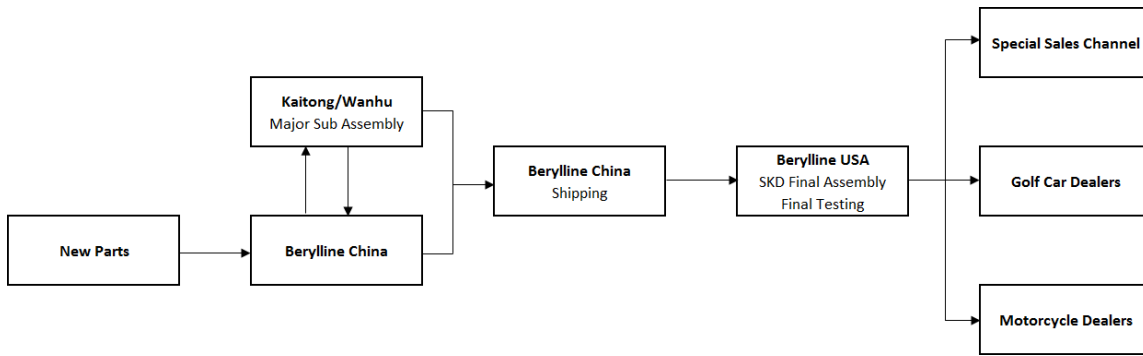 New Parts
Kaitong/Wanhu
Major Sub Assembly
Berylline China
Berylline China
Shipping
Berylline USA
SKD Final Assembly
Final Testing
Special Sales Channel
Golf Car Dealers
Motorcycle Dealers